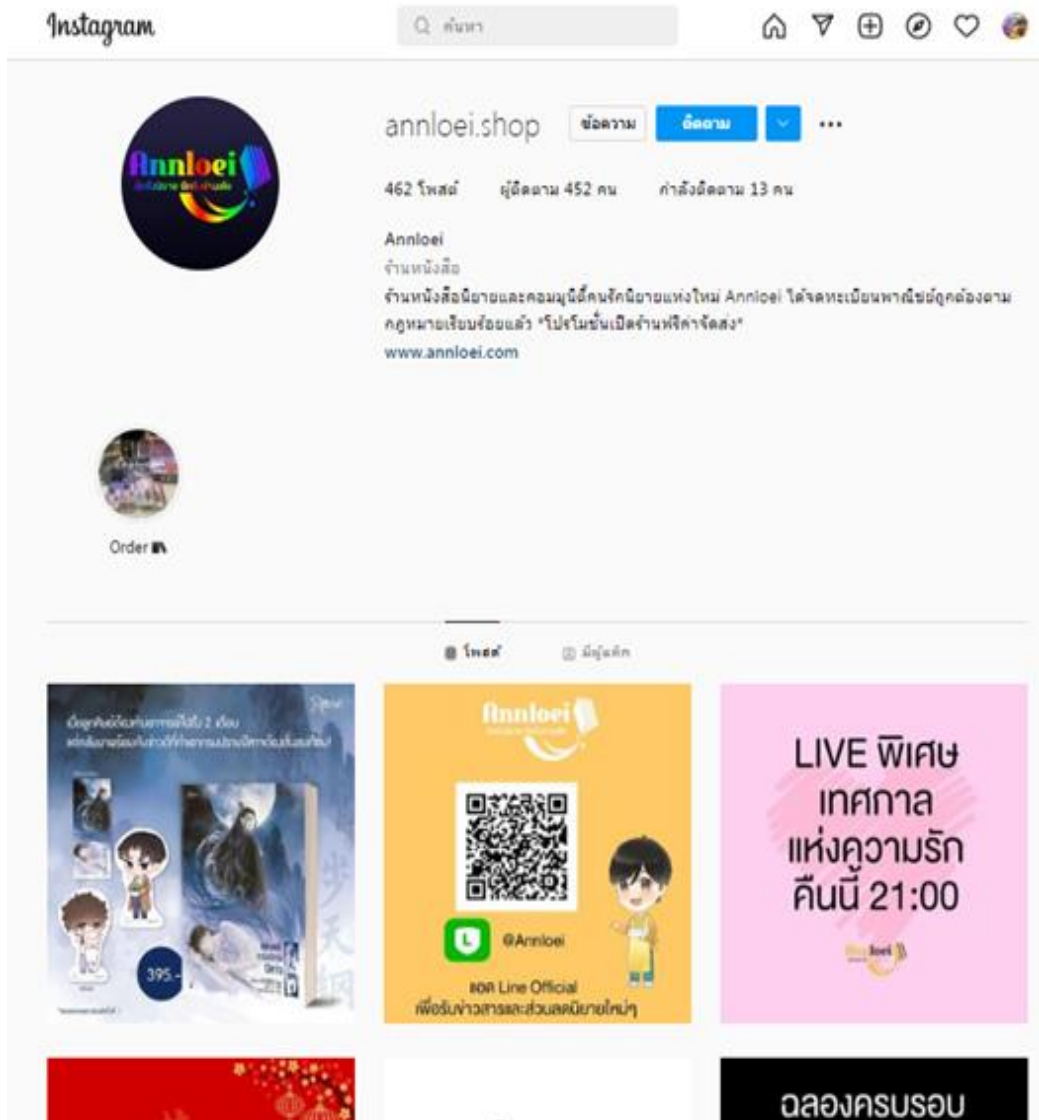 Instagram
ค้นหา
annloei.shop
ข้อความ
ติดตาม
462 โพสต์ ผู้ติดตาม 452 คน กำลังติดตาม 13 คน
Annloei
ร้านหนังสือ
ร้านหนังสือนิยายและคอมมูนิตี้คนรักนิยายแห่งใหม่ Annloei ได้จดทะเบียนพาณิชย์ถูกต้องตาม
กฎหมายเรียบร้อยแล้ว *โปรโมชั่นเปิดร้านฟรีค่าจัดส่ง*
www.annloei.com
Annloei
Order
โพสต์
มีผู้แท็ก
395.-
Annloei
@Annloei
แอด Line Official
เพื่อรับข่าวสารและส่วนลดนิยายใหม่ๆ
LIVE พิเศษ
เทศกาล
แห่งความรัก
คืนนี้ 21:00
ฉลองครบรอบ